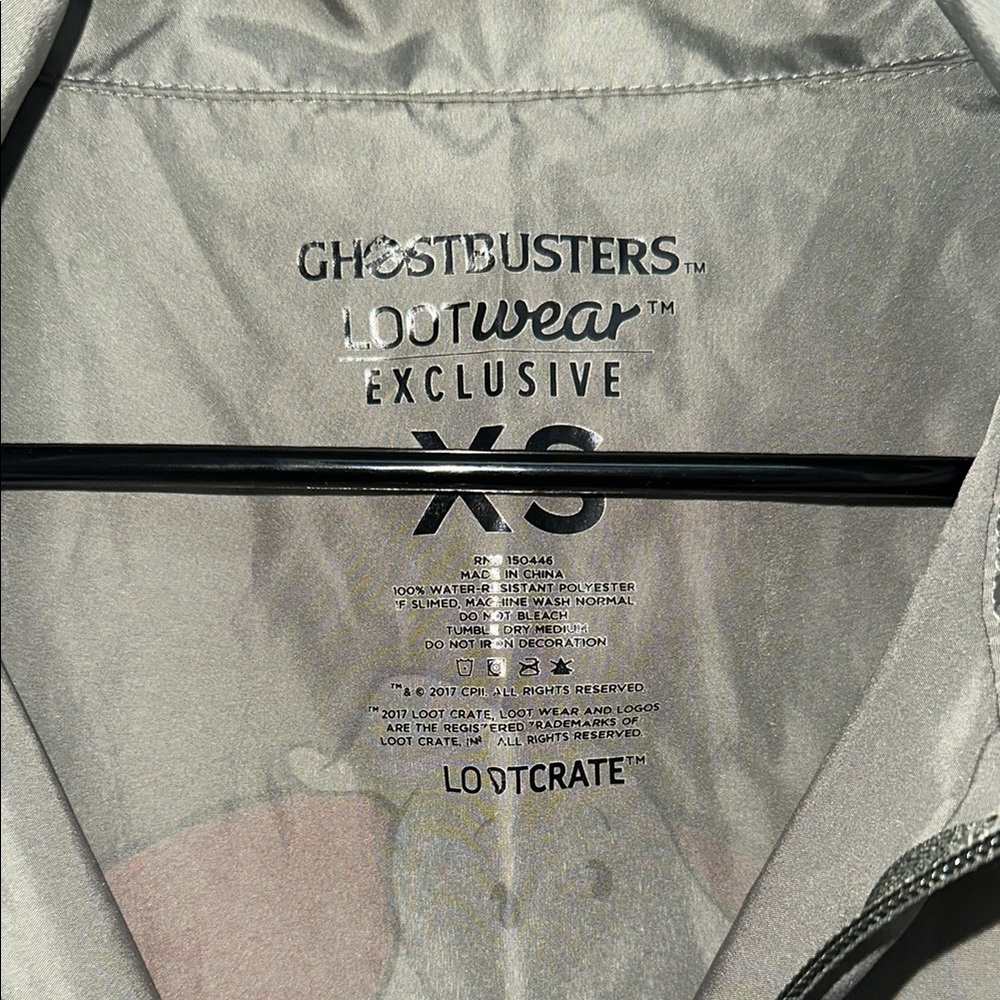 GHOSTBUSTERS™
LOOTwear™
EXCLUSIVE
XS
RN# 150446
MADE IN CHINA
100% WATER-RESISTANT POLYESTER
IF SLIMED, MACHINE WASH NORMAL
DO NOT BLEACH
TUMBLE DRY MEDIUM
DO NOT IRON DECORATION
™ & © 2017 CPII. ALL RIGHTS RESERVED.
™ 2017 LOOT CRATE, LOOT WEAR AND LOGOS
ARE THE REGISTERED TRADEMARKS OF
LOOT CRATE, INC. ALL RIGHTS RESERVED.
LOOTCRATE™